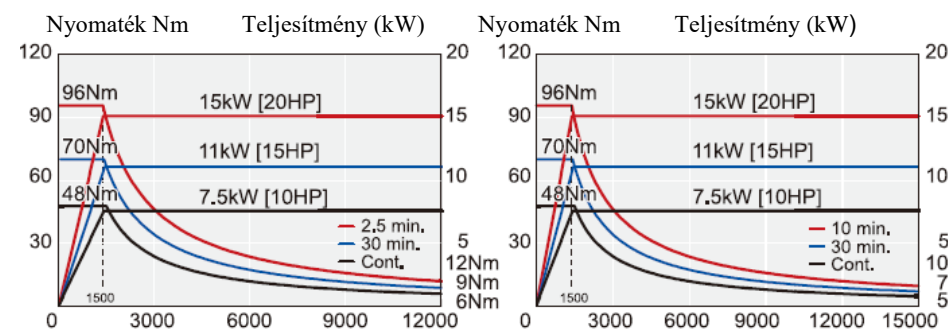 Nyomaték Nm Teljesítmény (kW)
120 20
96Nm
15kW [20HP]
90 15
70Nm
11kW [15HP]
60 10
48Nm
7.5kW [10HP]
2.5 min.
30 30 min. 5
Cont.
12Nm
9Nm
1500 6Nm
0 3000 6000 9000 12000
Nyomaték Nm Teljesítmény (kW)
120 20
96Nm
15kW [20HP]
90 15
70Nm
11kW [15HP]
60 10
48Nm
7.5kW [10HP]
10 min.
30 30 min. 5
Cont.
10
7
1500 5
0 3000 6000 9000 12000 15000